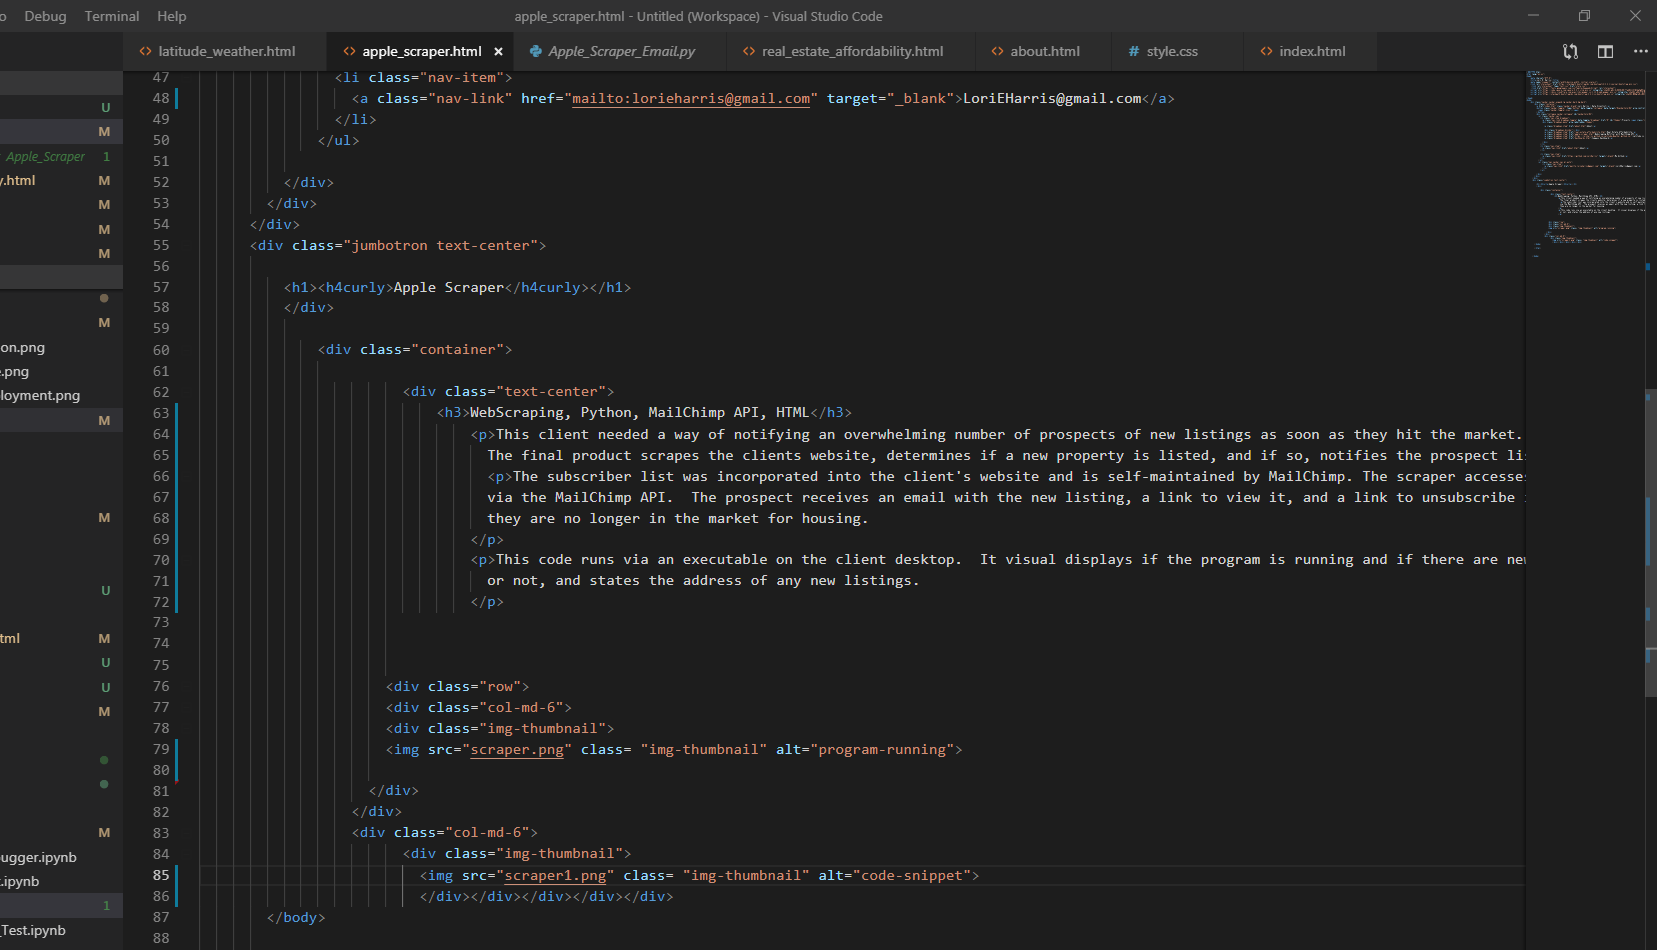 o Debug Terminal Help apple_scraper.html - Untitled (Workspace) - Visual Studio Code
latitude_weather.html apple_scraper.html Apple_Scraper_Email.py real_estate_affordability.html about.html # style.css index.html
U
M
Apple_Scraper 1
y.html M
M
M
M
M
on.png
e.png
loyment.png
M
M
U
tml M
U
U
M
M
ugger.ipynb
t.ipynb
1
_Test.ipynb
47 <li class="nav-item">
48 <a class="nav-link" href="mailto:lorieharris@gmail.com" target="_blank">LoriEHarris@gmail.com</a>
49 </li>
50 </ul>
51
52 </div>
53 </div>
54 </div>
55 <div class="jumbotron text-center">
56
57 <h1><h4curly>Apple Scraper</h4curly></h1>
58 </div>
59
60 <div class="container">
61
62 <div class="text-center">
63 <h3>WebScraping, Python, MailChimp API, HTML</h3>
64 <p>This client needed a way of notifying an overwhelming number of prospects of new listings as soon as they hit the market.
65 The final product scrapes the clients website, determines if a new property is listed, and if so, notifies the prospect li
66 <p>The subscriber list was incorporated into the client's website and is self-maintained by MailChimp. The scraper accesse
67 via the MailChimp API.  The prospect receives an email with the new listing, a link to view it, and a link to unsubscribe
68 they are no longer in the market for housing.
69 </p>
70 <p>This code runs via an executable on the client desktop.  It visual displays if the program is running and if there are ne
71 or not, and states the address of any new listings.
72 </p>
73
74
75
76 <div class="row">
77 <div class="col-md-6">
78 <div class="img-thumbnail">
79 <img src="scraper.png" class= "img-thumbnail" alt="program-running">
80
81 </div>
82 </div>
83 <div class="col-md-6">
84 <div class="img-thumbnail">
85 <img src="scraper1.png" class= "img-thumbnail" alt="code-snippet">
86 </div></div></div></div></div>
87 </body>
88